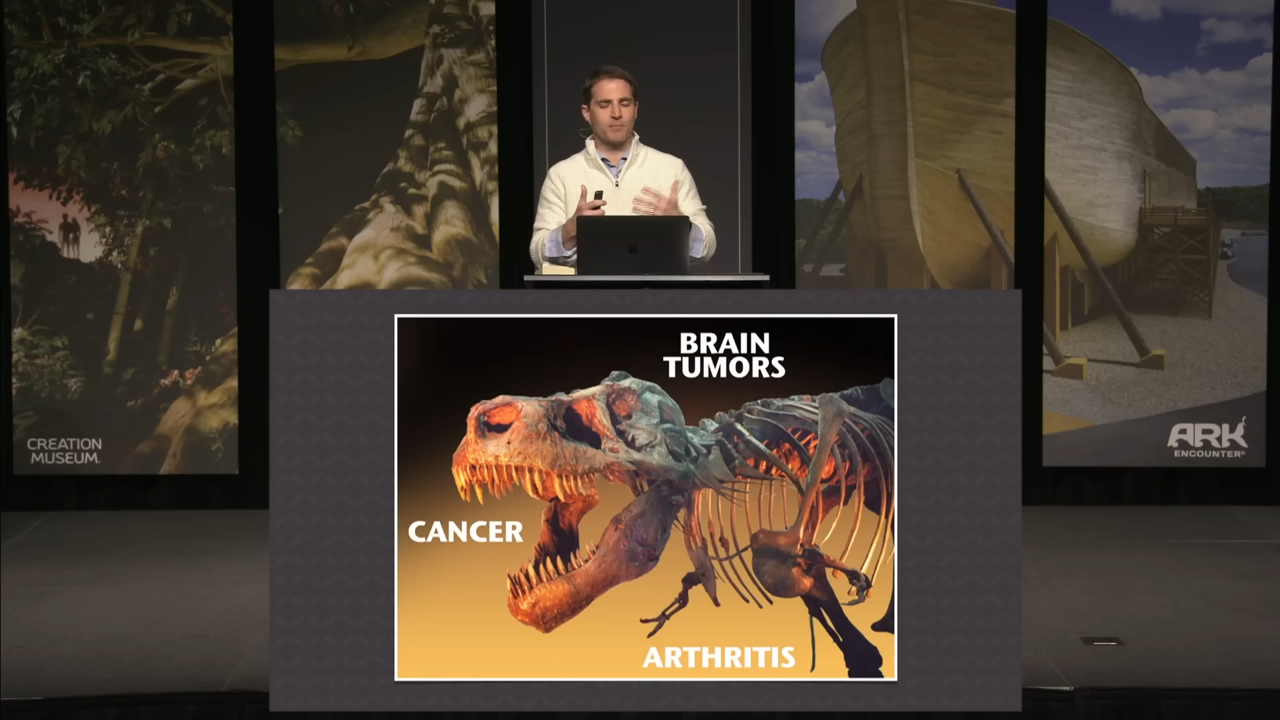 CREATION
MUSEUM
ARK
ENCOUNTER
BRAIN
TUMORS
CANCER
ARTHRITIS